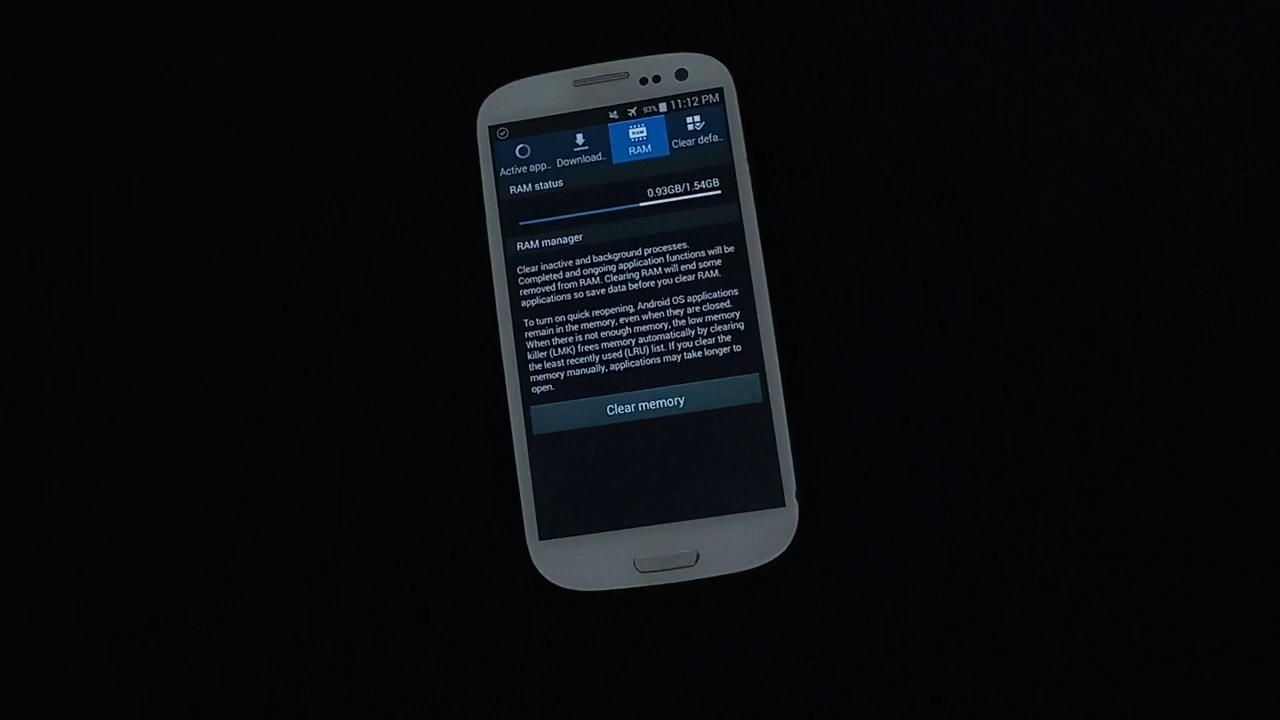 93% 11:12 PM
Active app.. Download.. RAM Clear defa..
RAM status
0.93GB/1.54GB
RAM manager
Clear inactive and background processes.
Completed and ongoing application functions will be
removed from RAM. Clearing RAM will end some
applications so save data before you clear RAM.
To turn on quick reopening, Android OS applications
remain in the memory, even when they are closed.
When there is not enough memory, the low memory
killer (LMK) frees memory automatically by clearing
the least recently used (LRU) list. If you clear the
memory manually, applications may take longer to
open.
Clear memory